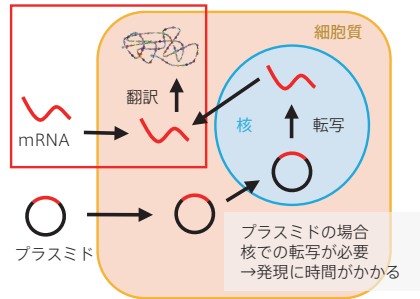 細胞質
翻訳
mRNA
核
転写
プラスミド
プラスミドの場合
核での転写が必要
→発現に時間がかかる